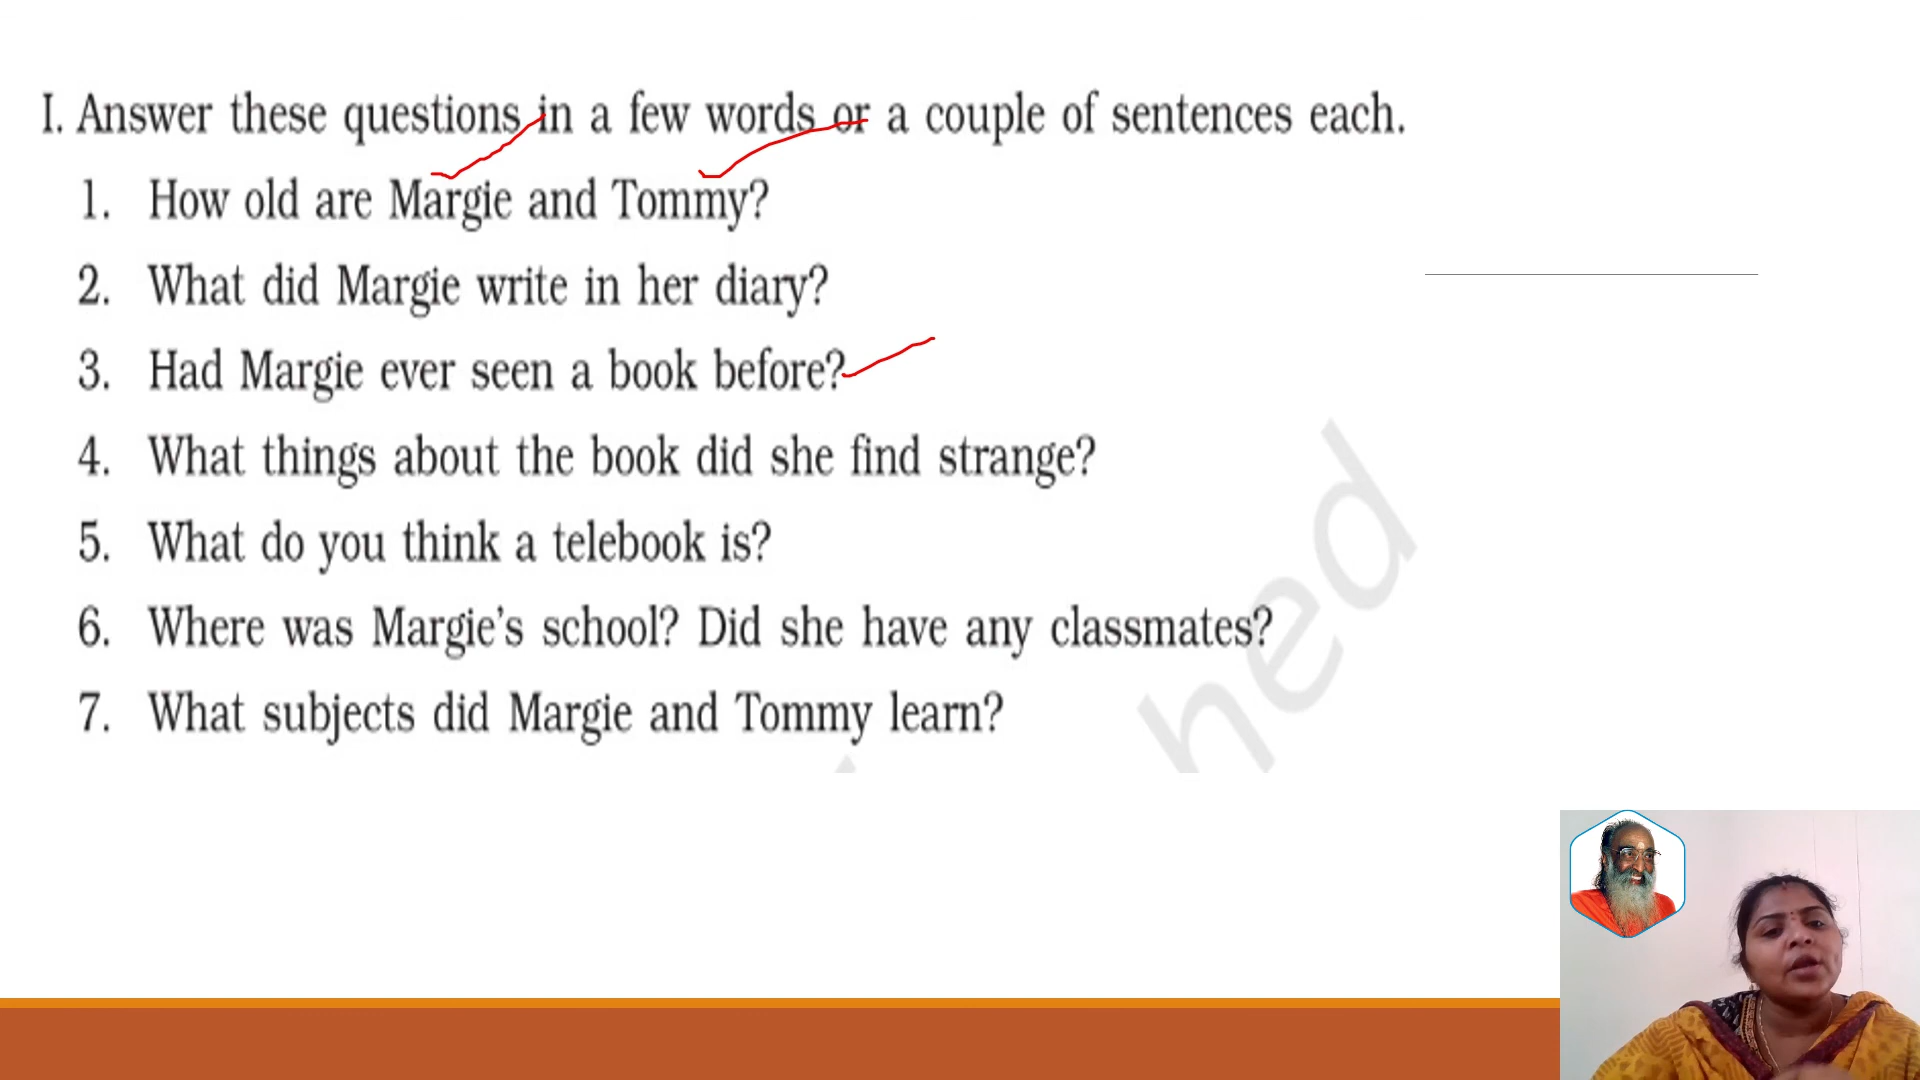 I. Answer these questions in a few words or a couple of sentences each.
1. How old are Margie and Tommy?
2. What did Margie write in her diary?
3. Had Margie ever seen a book before?
4. What things about the book did she find strange?
5. What do you think a telebook is?
6. Where was Margie’s school? Did she have any classmates?
7. What subjects did Margie and Tommy learn?
hed